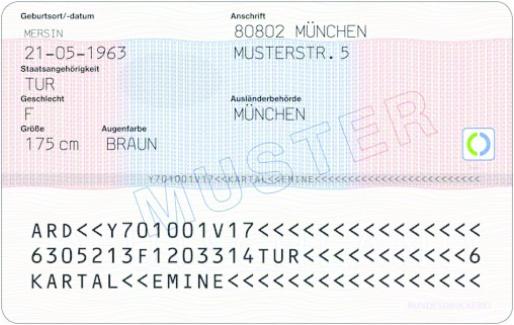 Geburtsort/-datum
MERSIN
21-05-1963
Staatsangehörigkeit
TUR
Geschlecht
F
Größe Augenfarbe
175 cm BRAUN
Anschrift
80802 MÜNCHEN
MUSTERSTR. 5
Ausländerbehörde
MÜNCHEN
MUSTER
Y701001V17<<KARTAL<<EMINE<<<<<<<<<<<<<<<<<<<<<<<<<<<
ARD<<Y701001V17<<<<<<<<<<<<<<<
6305213F1203314TUR<<<<<<<<<<<6
KARTAL<<EMINE<<<<<<<<<<<<<<<<<
BUNDESDRUCKEREI